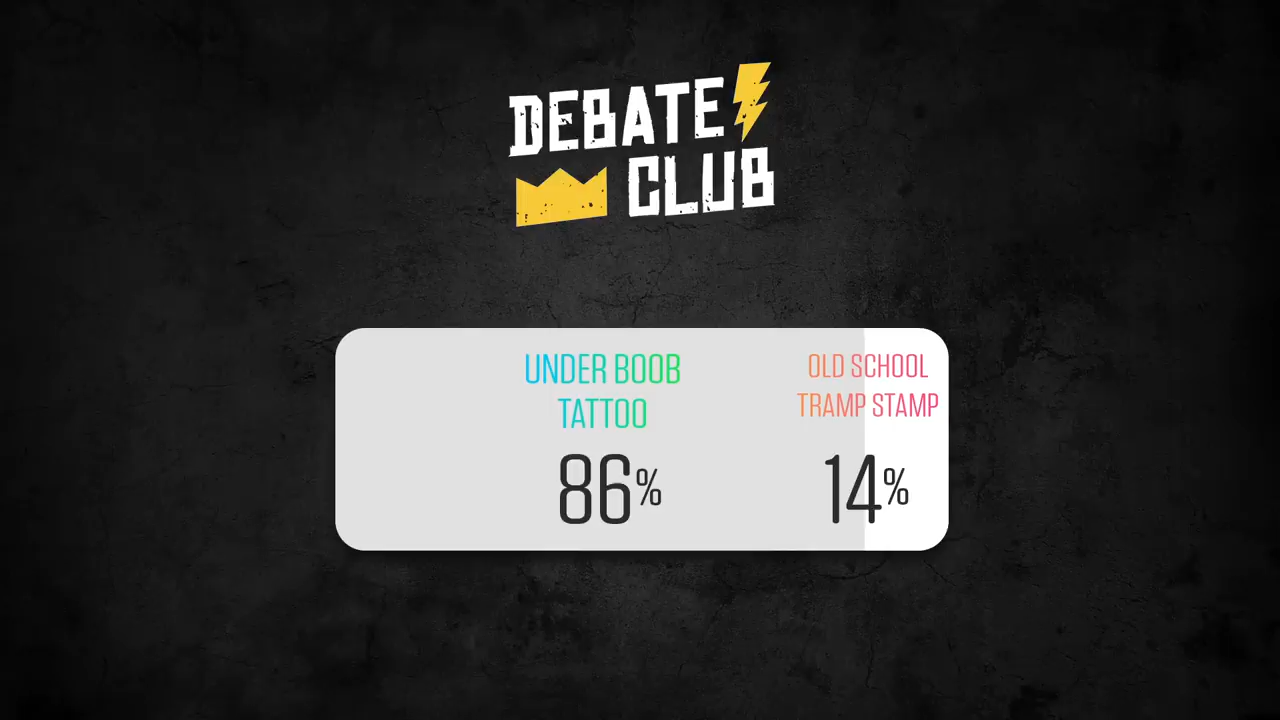 DEBATE
CLUB
UNDER BOOB
TATTOO
86%
OLD SCHOOL
TRAMP STAMP
14%